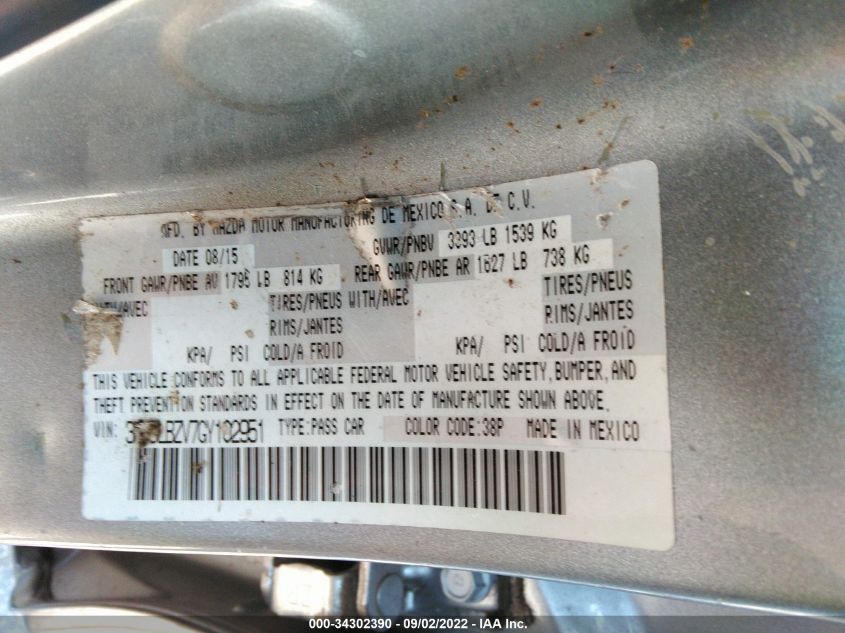 MFD. BY MAZDA MOTOR MANUFACTURING DE MEXICO S.A. DE C.V.
DATE 08/15 GVWR/PNBV 3393 LB 1539 KG
FRONT GAWR/PNBE AV 1795 LB 814 KG REAR GAWR/PNBE AR 1627 LB 738 KG
WITH/AVEC TIRES/PNEUS WITH/AVEC TIRES/PNEUS
RIMS/JANTES RIMS/JANTES
KPA/ PSI COLD/A FROID KPA/ PSI COLD/A FROID
THIS VEHICLE CONFORMS TO ALL APPLICABLE FEDERAL MOTOR VEHICLE SAFETY, BUMPER, AND
THEFT PREVENTION STANDARDS IN EFFECT ON THE DATE OF MANUFACTURE SHOWN ABOVE.
VIN: TYPE:PASS CAR COLOR CODE:38P MADE IN MEXICO
000-34302390 - 09/02/2022 - IAA Inc.